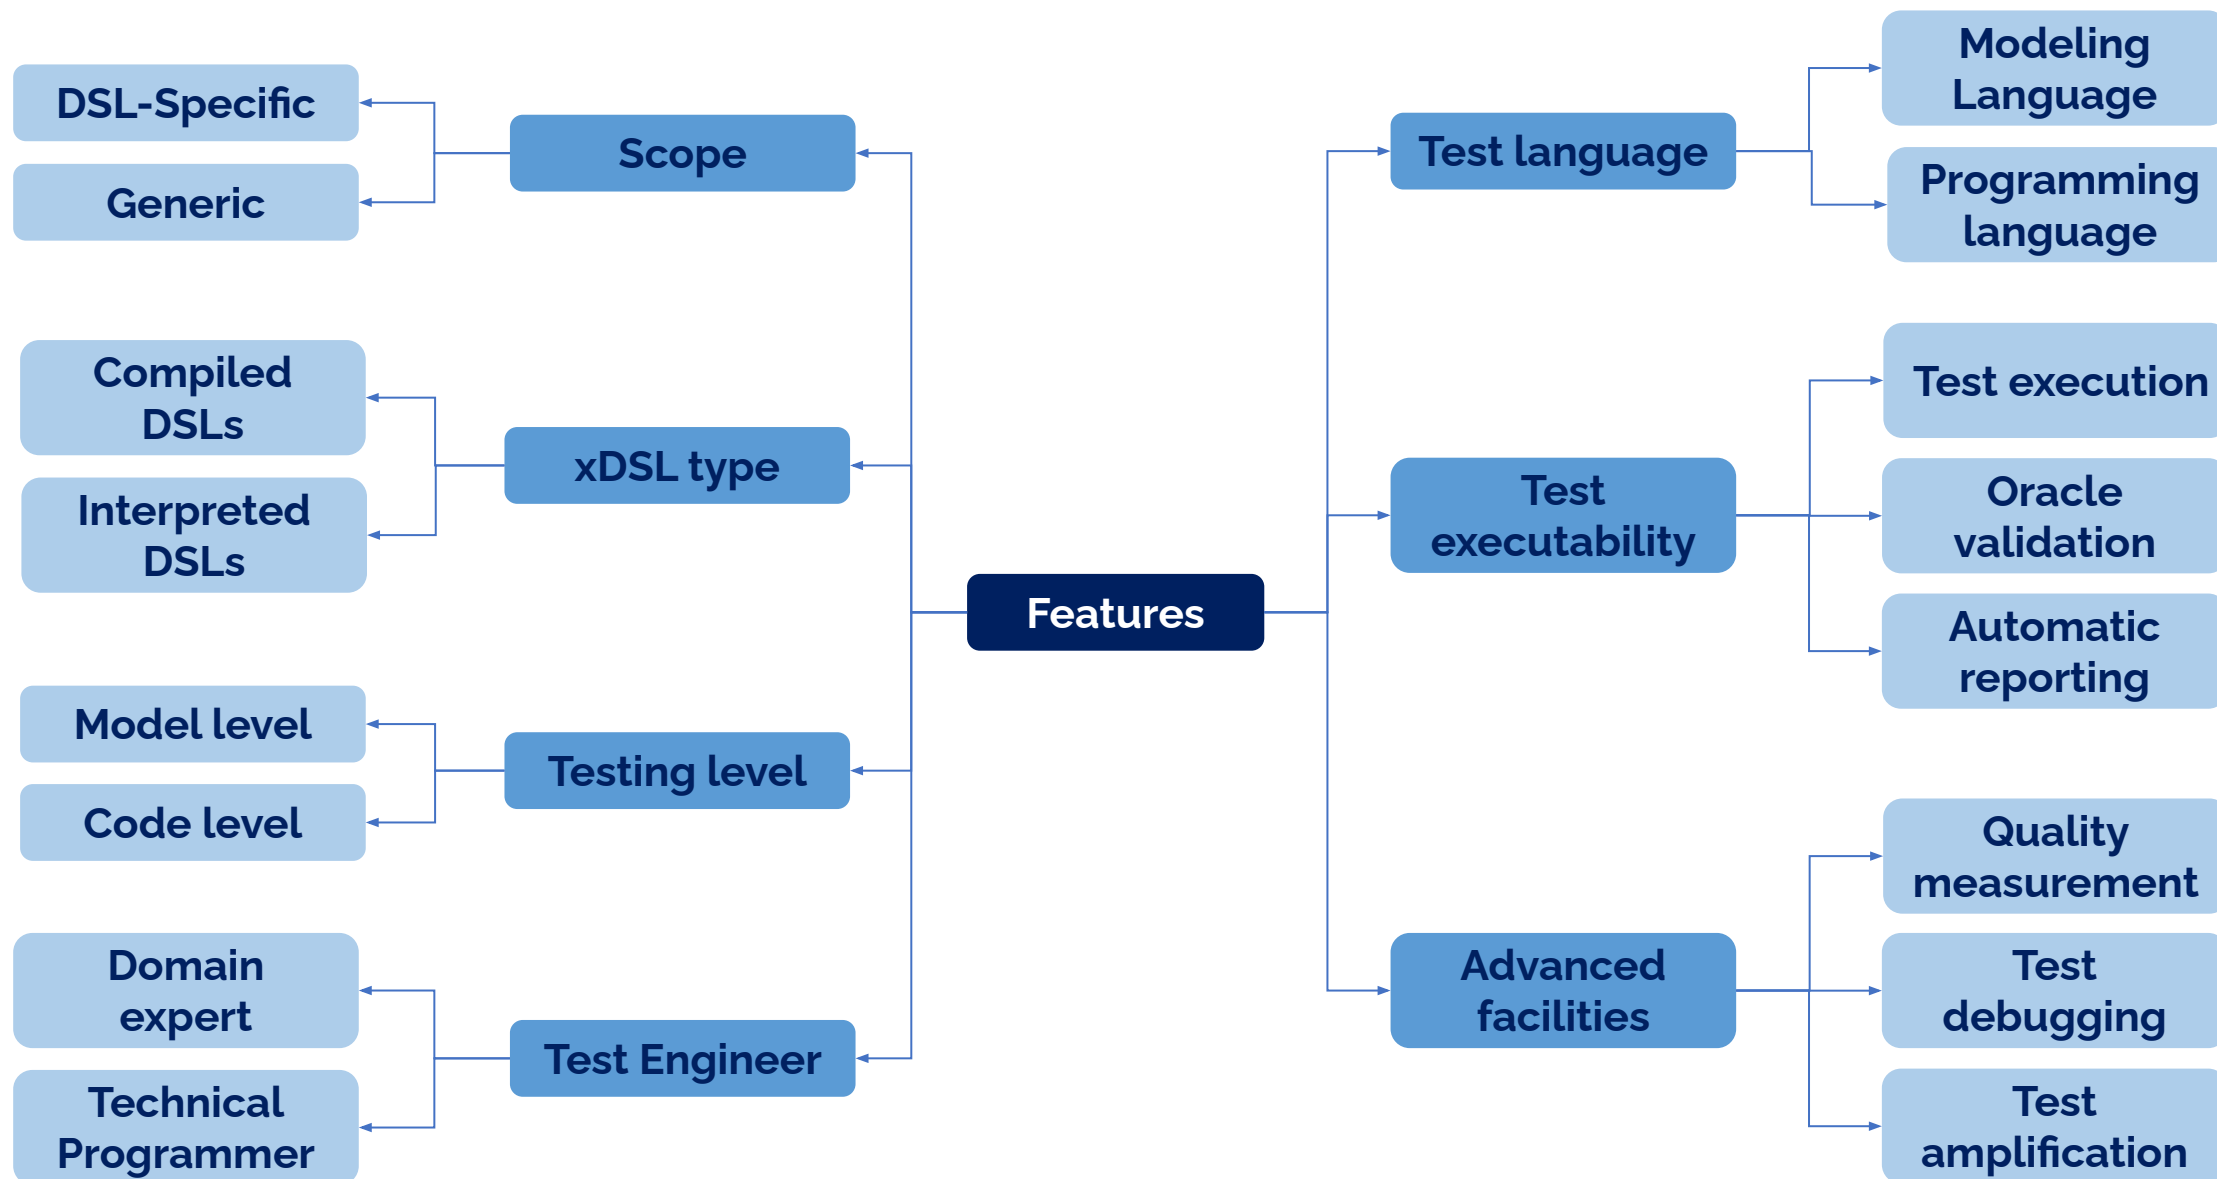 DSL-Specific
Generic
Scope
Compiled
DSLs
Interpreted
DSLs
xDSL type
Model level
Code level
Testing level
Domain
expert
Technical
Programmer
Test Engineer
Features
Test language
Modeling
Language
Programming
language
Test
executability
Test execution
Oracle
validation
Automatic
reporting
Advanced
facilities
Quality
measurement
Test
debugging
Test
amplification